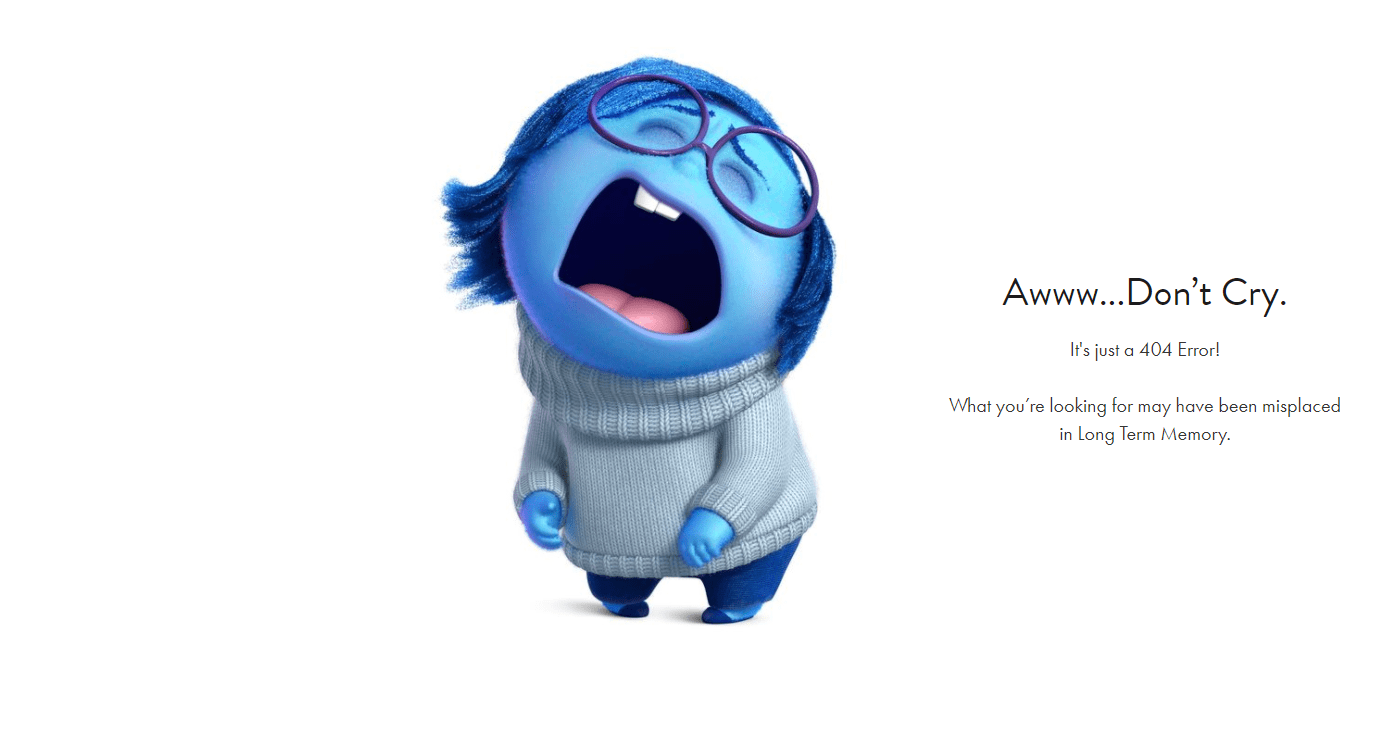 Awww...Don’t Cry.
It's just a 404 Error!
What you’re looking for may have been misplaced
in Long Term Memory.